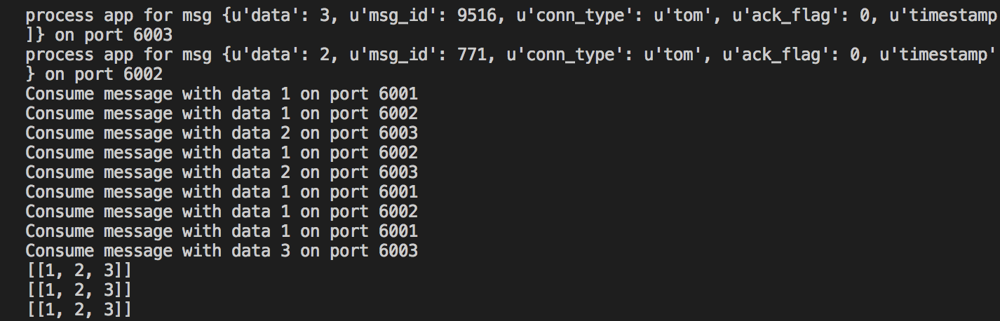 process app for msg {u'data': 3, u'msg_id': 9516, u'conn_type': u'tom', u'ack_flag': 0, u'timestamp
]} on port 6003
process app for msg {u'data': 2, u'msg_id': 771, u'conn_type': u'tom', u'ack_flag': 0, u'timestamp'
} on port 6002
Consume message with data 1 on port 6001
Consume message with data 1 on port 6002
Consume message with data 2 on port 6003
Consume message with data 1 on port 6002
Consume message with data 2 on port 6003
Consume message with data 1 on port 6001
Consume message with data 1 on port 6002
Consume message with data 1 on port 6001
Consume message with data 3 on port 6003
[[1, 2, 3]]
[[1, 2, 3]]
[[1, 2, 3]]